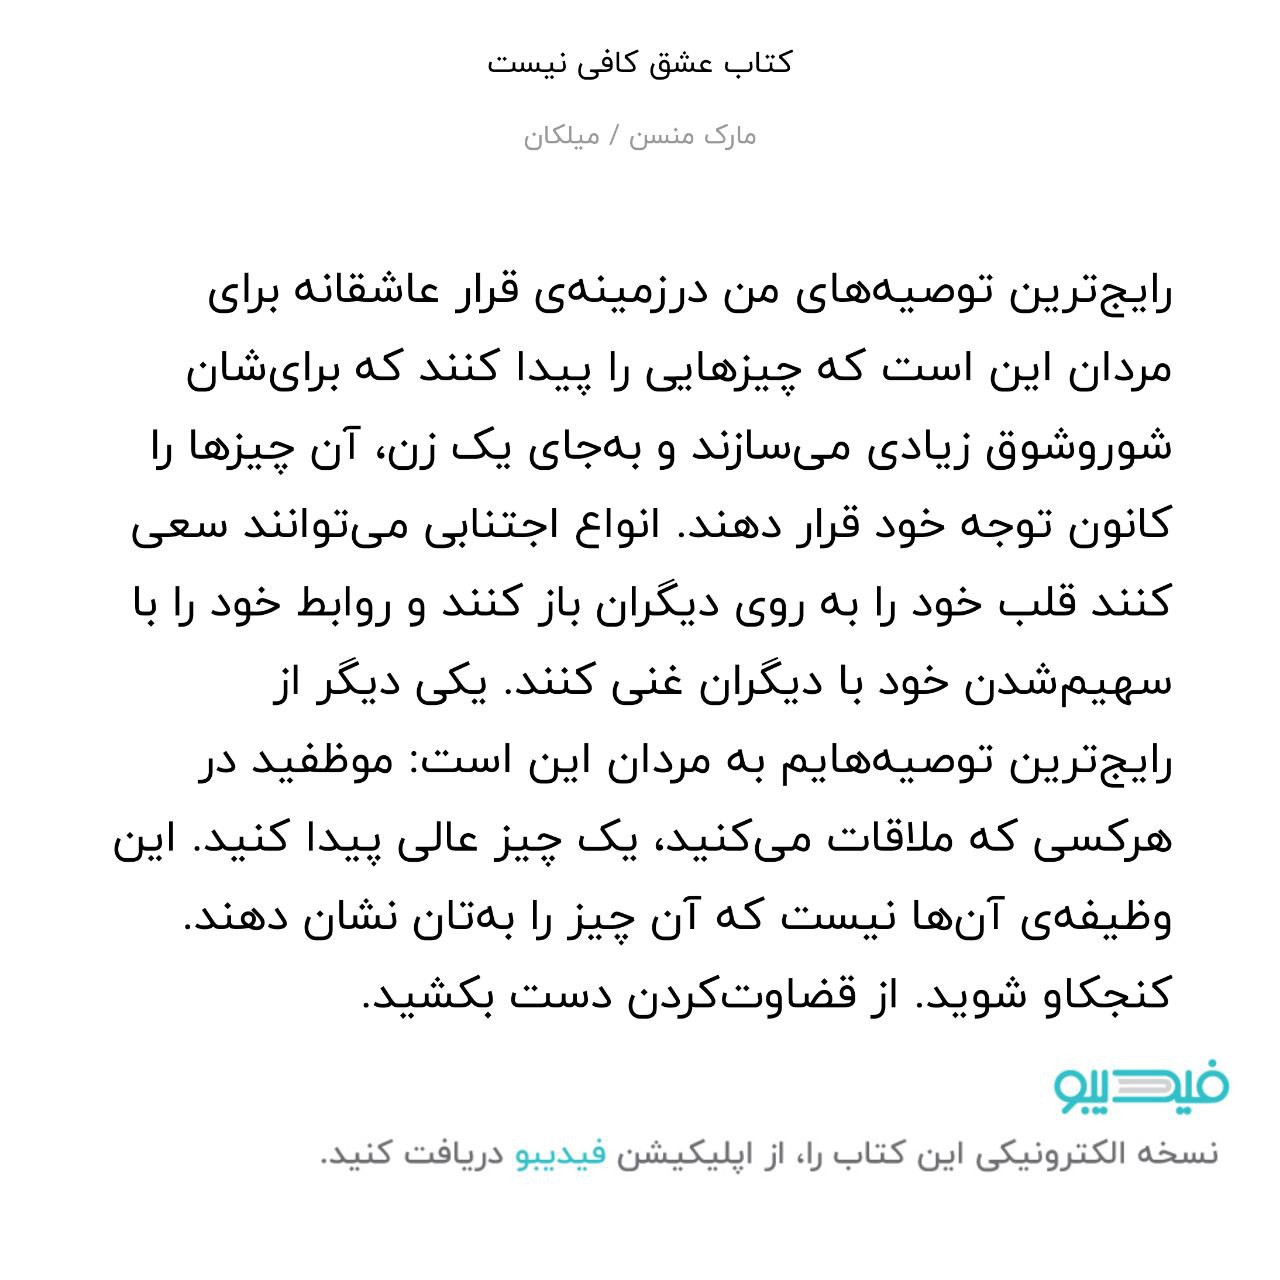 کتاب عشق کافی نیست
مارک منسن / میلکان
رایج‌ترین توصیه‌های من درزمینه‌ی قرار عاشقانه برای
مردان این است که چیزهایی را پیدا کنند که برای‌شان
شوروشوق زیادی می‌سازند و به‌جای یک زن، آن چیزها را
کانون توجه خود قرار دهند. انواع اجتنابی می‌توانند سعی
کنند قلب خود را به روی دیگران باز کنند و روابط خود را با
سهیم‌شدن خود با دیگران غنی کنند. یکی دیگر از
رایج‌ترین توصیه‌هایم به مردان این است: موظفید در
هرکسی که ملاقات می‌کنید، یک چیز عالی پیدا کنید. این
وظیفه‌ی آن‌ها نیست که آن چیز را به‌تان نشان دهند.
کنجکاو شوید. از قضاوت‌کردن دست بکشید.
فیدیبو
نسخه الکترونیکی این کتاب را، از اپلیکیشن فیدیبو دریافت کنید.